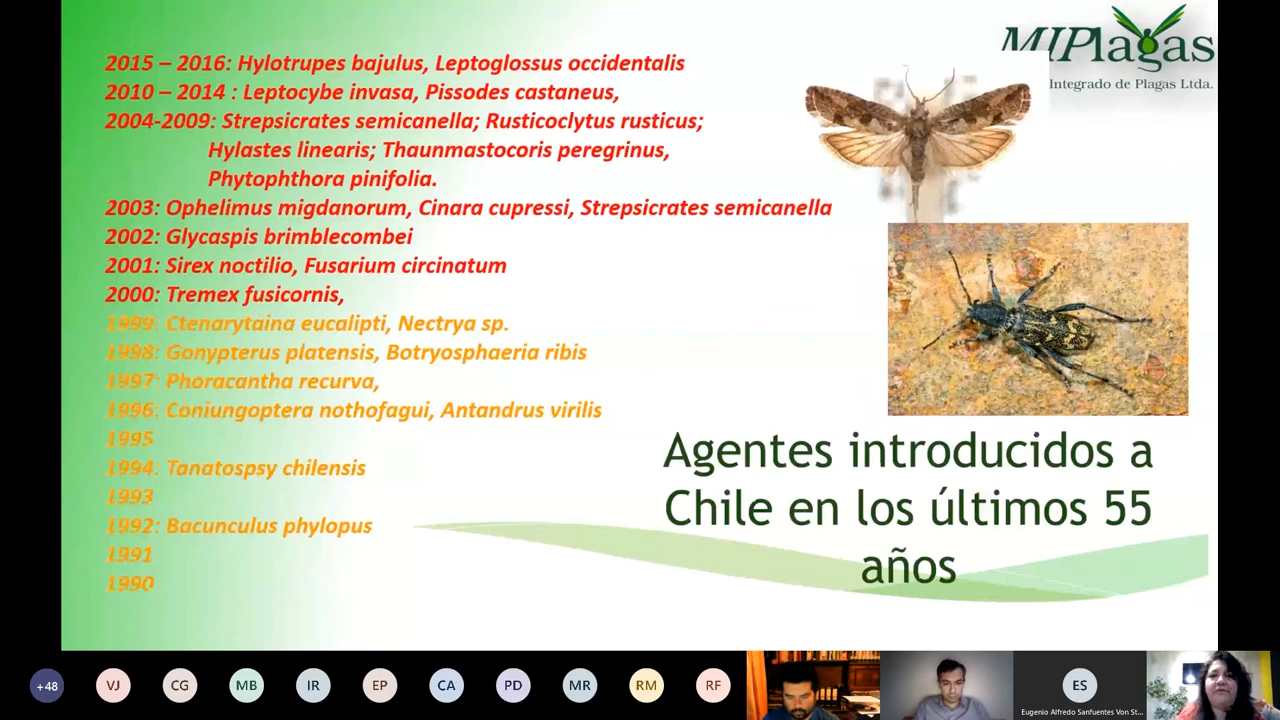 MIPlagas
Integrado de Plagas Ltda.
2015 – 2016: Hylotrupes bajulus, Leptoglossus occidentalis
2010 – 2014 : Leptocybe invasa, Pissodes castaneus,
2004-2009: Strepsicrates semicanella; Rusticoclytus rusticus;
Hylastes linearis; Thaunmastocoris peregrinus,
Phytophthora pinifolia.
2003: Ophelimus migdanorum, Cinara cupressi, Strepsicrates semicanella
2002: Glycaspis brimblecombei
2001: Sirex noctilio, Fusarium circinatum
2000: Tremex fusicornis,
1999: Ctenarytaina eucalipti, Nectrya sp.
1998: Gonypterus platensis, Botryosphaeria ribis
1997: Phoracantha recurva,
1996: Coniungoptera nothofagui, Antandrus virilis
1995
1994: Tanatospsy chilensis
1993
1992: Bacunculus phylopus
1991
1990
Agentes introducidos a
Chile en los últimos 55
años
+48
VJ
CG
MB
IR
EP
CA
PD
MR
RM
RF
ES
Eugenio Alfredo Sanfuentes Von St...